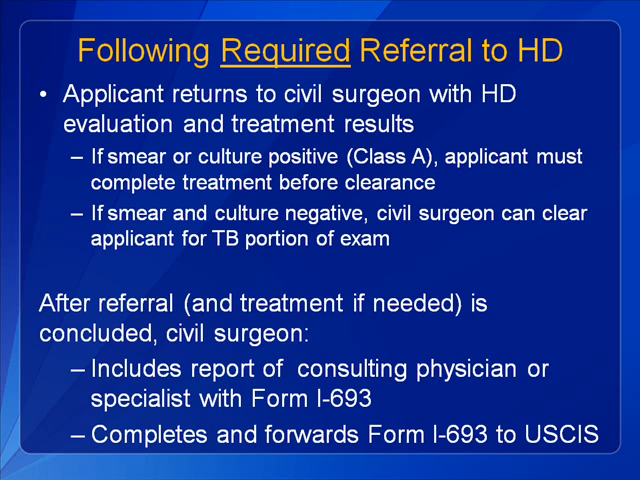 Following Required Referral to HD
• Applicant returns to civil surgeon with HD
evaluation and treatment results
– If smear or culture positive (Class A), applicant must
complete treatment before clearance
– If smear and culture negative, civil surgeon can clear
applicant for TB portion of exam
After referral (and treatment if needed) is
concluded, civil surgeon:
– Includes report of consulting physician or
specialist with Form I-693
– Completes and forwards Form I-693 to USCIS